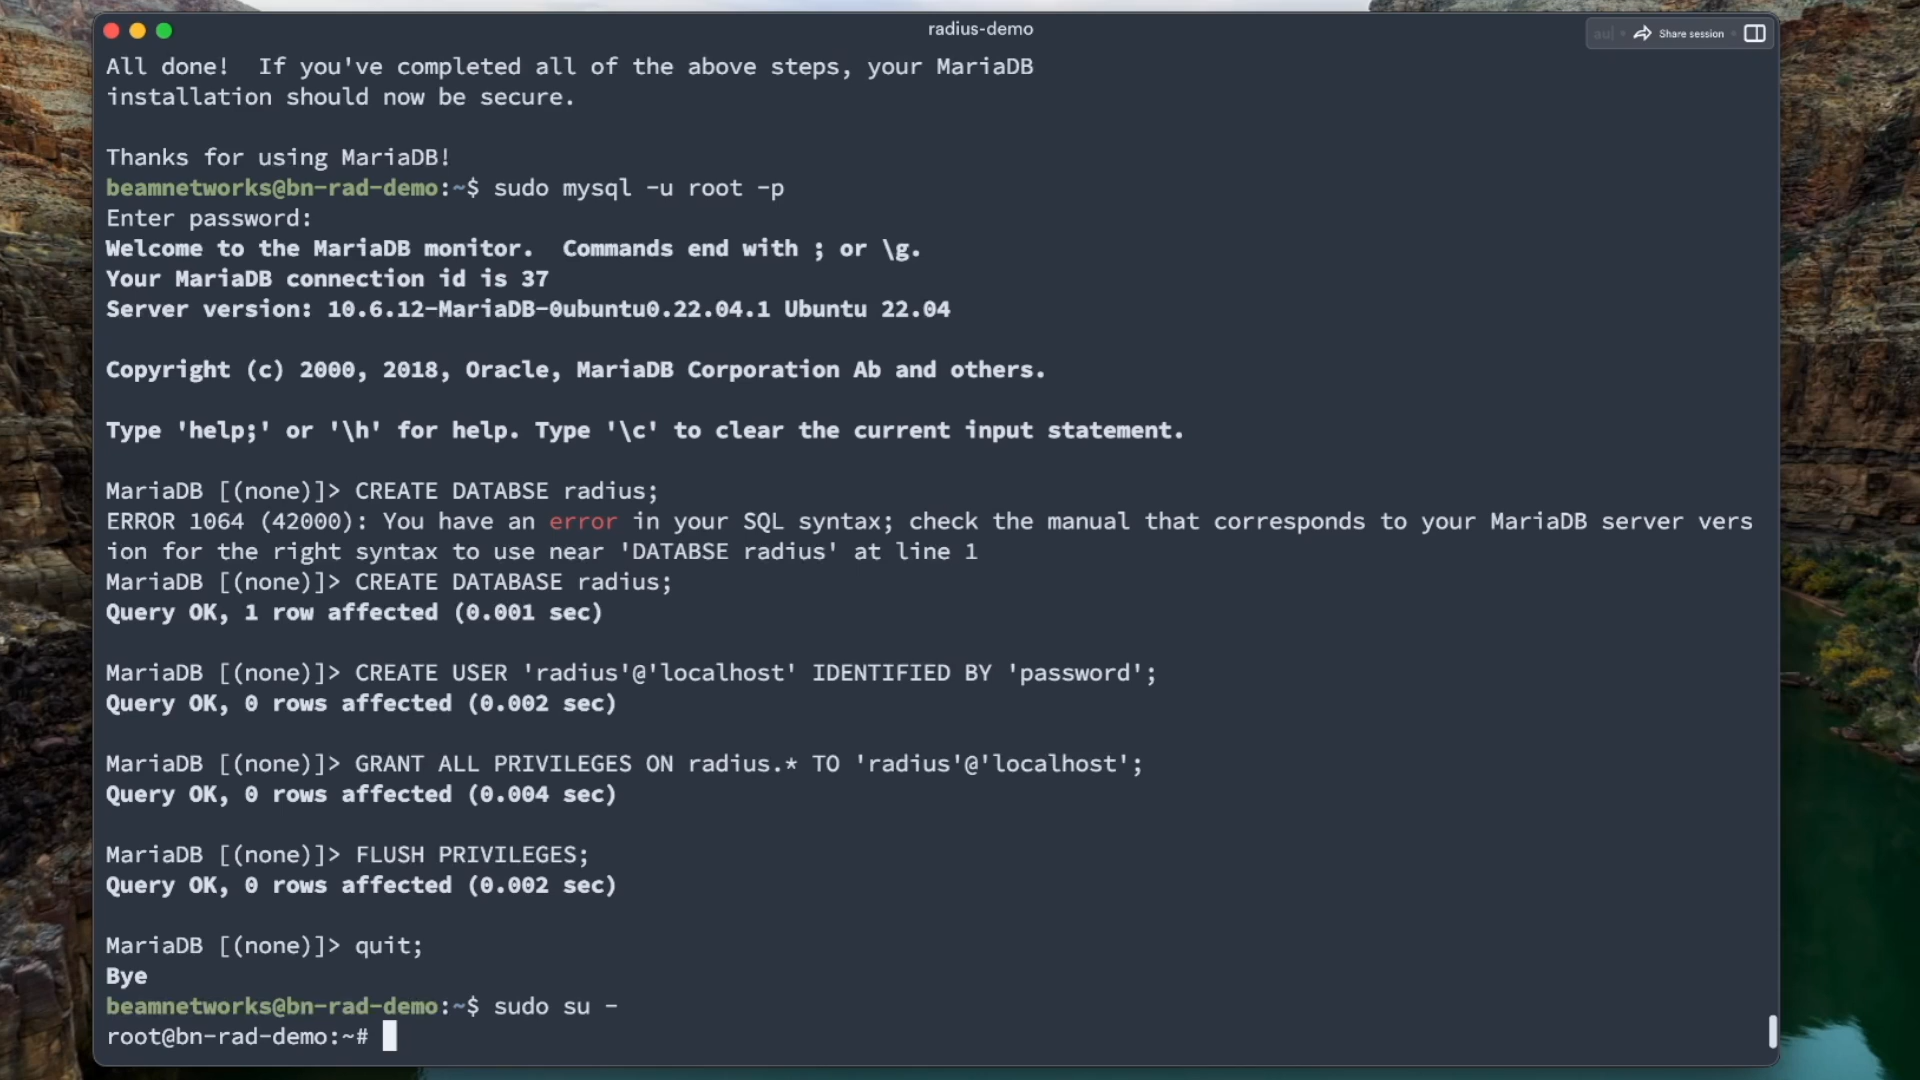 radius-demo
Share session
All done!  If you've completed all of the above steps, your MariaDB
installation should now be secure.
Thanks for using MariaDB!
beamnetworks@bn-rad-demo:~$ sudo mysql -u root -p
Enter password:
Welcome to the MariaDB monitor.  Commands end with ; or \g.
Your MariaDB connection id is 37
Server version: 10.6.12-MariaDB-0ubuntu0.22.04.1 Ubuntu 22.04
Copyright (c) 2000, 2018, Oracle, MariaDB Corporation Ab and others.
Type 'help;' or '\h' for help. Type '\c' to clear the current input statement.
MariaDB [(none)]> CREATE DATABSE radius;
ERROR 1064 (42000): You have an error in your SQL syntax; check the manual that corresponds to your MariaDB server vers
ion for the right syntax to use near 'DATABSE radius' at line 1
MariaDB [(none)]> CREATE DATABASE radius;
Query OK, 1 row affected (0.001 sec)
MariaDB [(none)]> CREATE USER 'radius'@'localhost' IDENTIFIED BY 'password';
Query OK, 0 rows affected (0.002 sec)
MariaDB [(none)]> GRANT ALL PRIVILEGES ON radius.* TO 'radius'@'localhost';
Query OK, 0 rows affected (0.004 sec)
MariaDB [(none)]> FLUSH PRIVILEGES;
Query OK, 0 rows affected (0.002 sec)
MariaDB [(none)]> quit;
Bye
beamnetworks@bn-rad-demo:~$ sudo su -
root@bn-rad-demo:~#